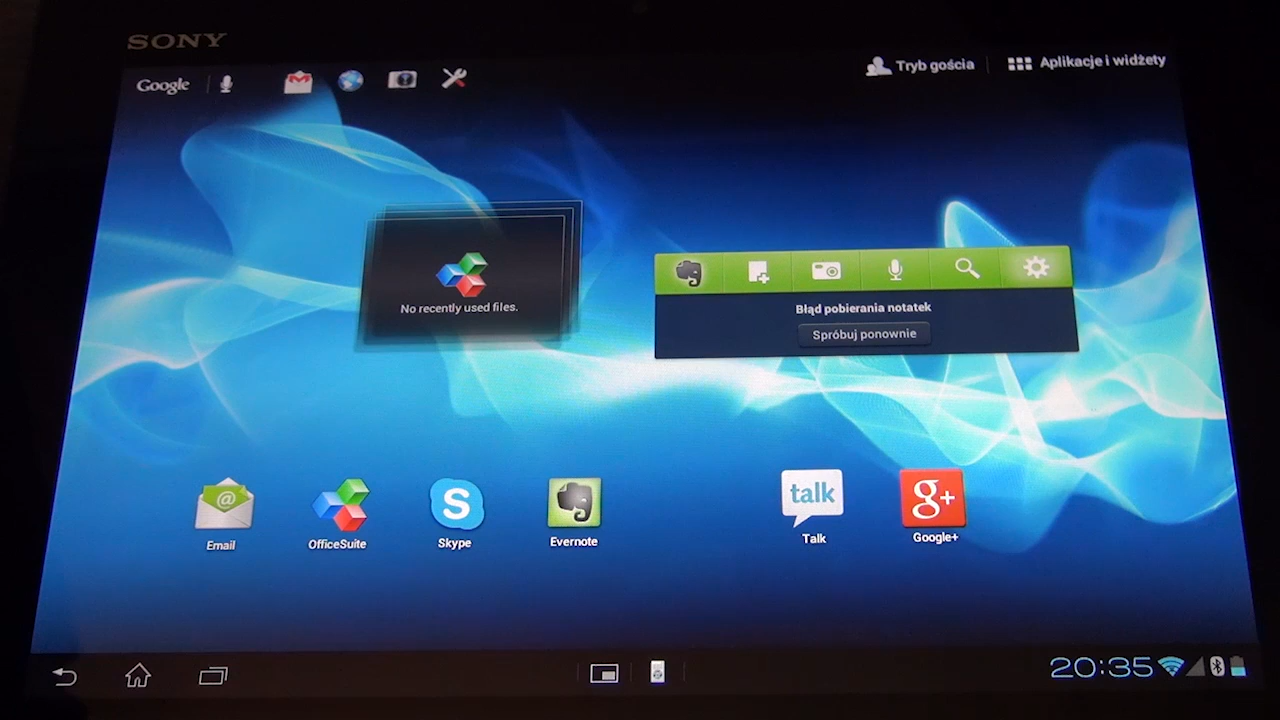 SONY
Google
Tryb gościa
Aplikacje i widżety
No recently used files.
Błąd pobierania notatek
Spróbuj ponownie
@
S
talk
g+
Email
OfficeSuite
Skype
Evernote
Talk
Google+
20:35